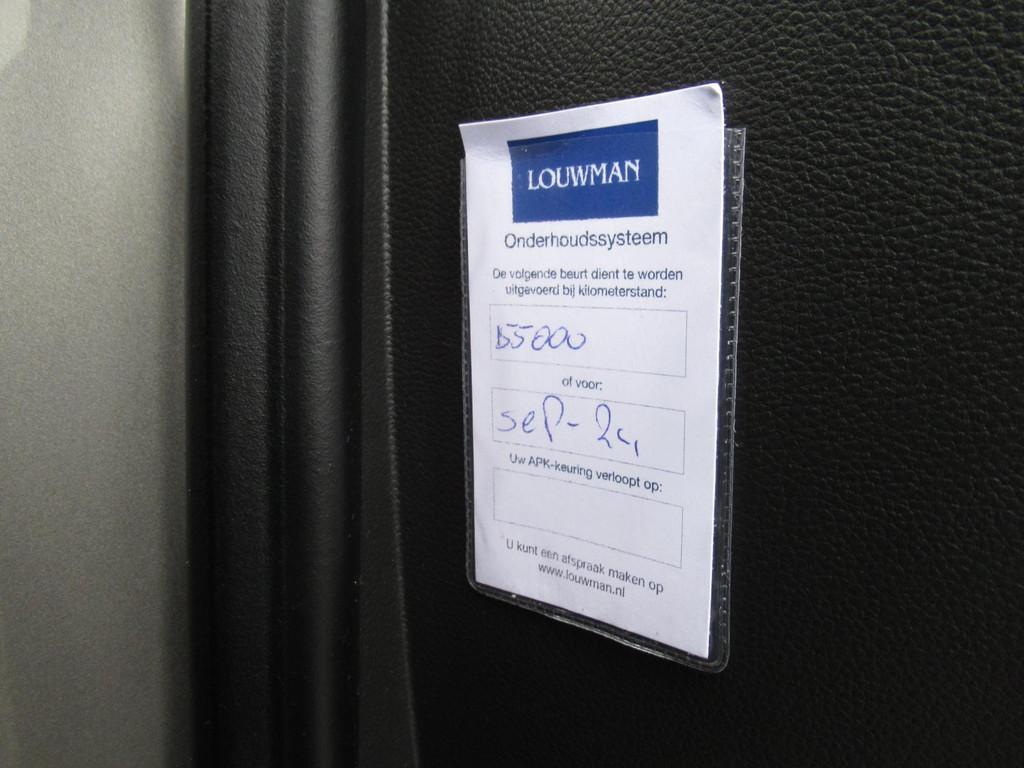 LOUWMAN
Onderhoudssysteem
De volgende beurt dient te worden
uitgevoerd bij kilometerstand:
155000
of voor:
sep-24
Uw APK-keuring verloopt op:
U kunt een afspraak maken op
www.louwman.nl